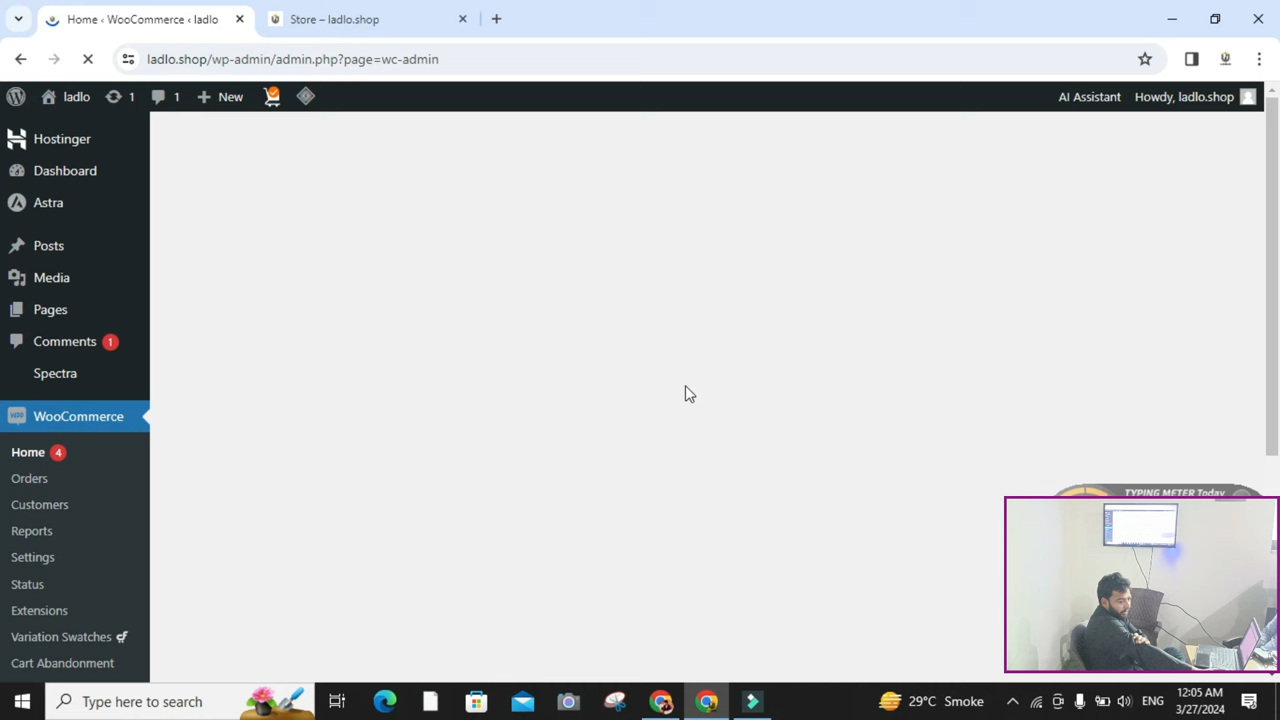 Home ‹ WooCommerce ‹ ladlo
Store – ladlo.shop
ladlo.shop/wp-admin/admin.php?page=wc-admin
ladlo
1
1
New
AI Assistant
Howdy, ladlo.shop
Hostinger
Dashboard
Astra
Posts
Media
Pages
Comments 1
Spectra
WooCommerce
Home 4
Orders
Customers
Reports
Settings
Status
Extensions
Variation Swatches
Cart Abandonment
TYPING METER Today
Type here to search
29°C Smoke
ENG
12:05 AM
3/27/2024